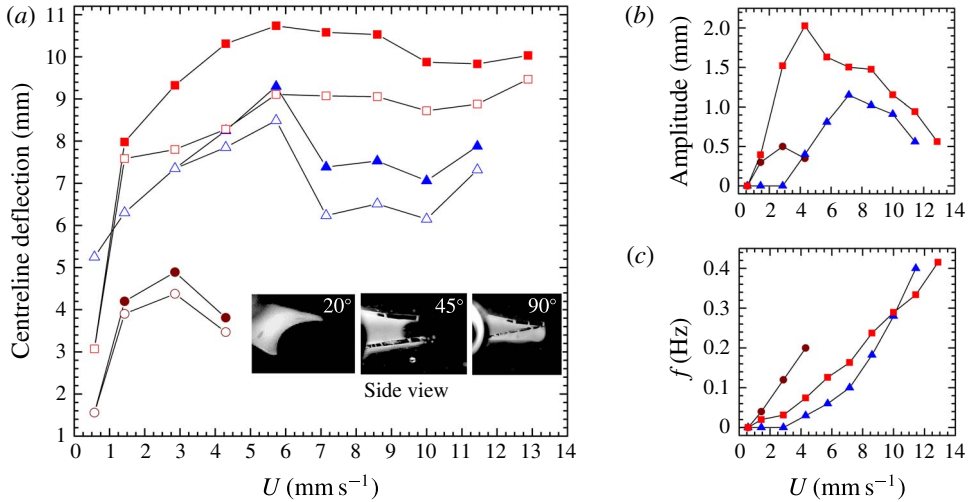 (a)
11
10
9
8
7
6
5
4
3
2
1
Centreline deflection (mm)
20°
45°
90°
Side view
0 1 2 3 4 5 6 7 8 9 10 11 12 13 14
U (mm s−1)
(b)
2.0
1.5
1.0
0.5
0
Amplitude (mm)
0 2 4 6 8 10 12 14
(c)
0.4
0.3
0.2
0.1
0
f (Hz)
0 2 4 6 8 10 12 14
U (mm s−1)